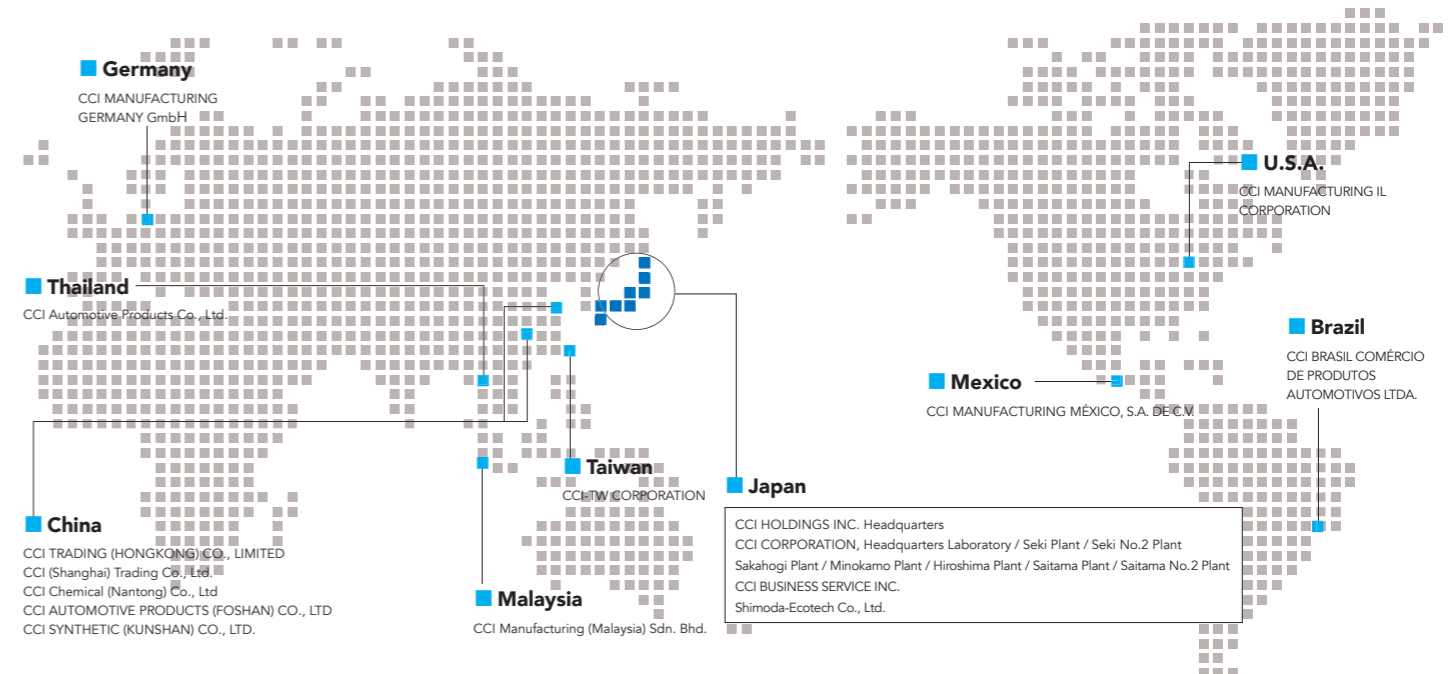 Germany
CCI MANUFACTURING
GERMANY GmbH
Thailand
CCI Automotive Products Co., Ltd.
China
CCI TRADING (HONGKONG) CO., LIMITED
CCI (Shanghai) Trading Co., Ltd.
CCI Chemical (Nantong) Co., Ltd
CCI AUTOMOTIVE PRODUCTS (FOSHAN) CO., LTD
CCI SYNTHETIC (KUNSHAN) CO., LTD.
Taiwan
CCI-TW CORPORATION
Malaysia
CCI Manufacturing (Malaysia) Sdn. Bhd.
Japan
CCI HOLDINGS INC. Headquarters
CCI CORPORATION, Headquarters Laboratory / Seki Plant / Seki No.2 Plant
Sakahogi Plant / Minokamo Plant / Hiroshima Plant / Saitama Plant / Saitama No.2 Plant
CCI BUSINESS SERVICE INC.
Shimoda-Ecotech Co., Ltd.
U.S.A.
CCI MANUFACTURING IL
CORPORATION
Mexico
CCI MANUFACTURING MÉXICO, S.A. DE C.V.
Brazil
CCI BRASIL COMÉRCIO
DE PRODUTOS
AUTOMOTIVOS LTDA.